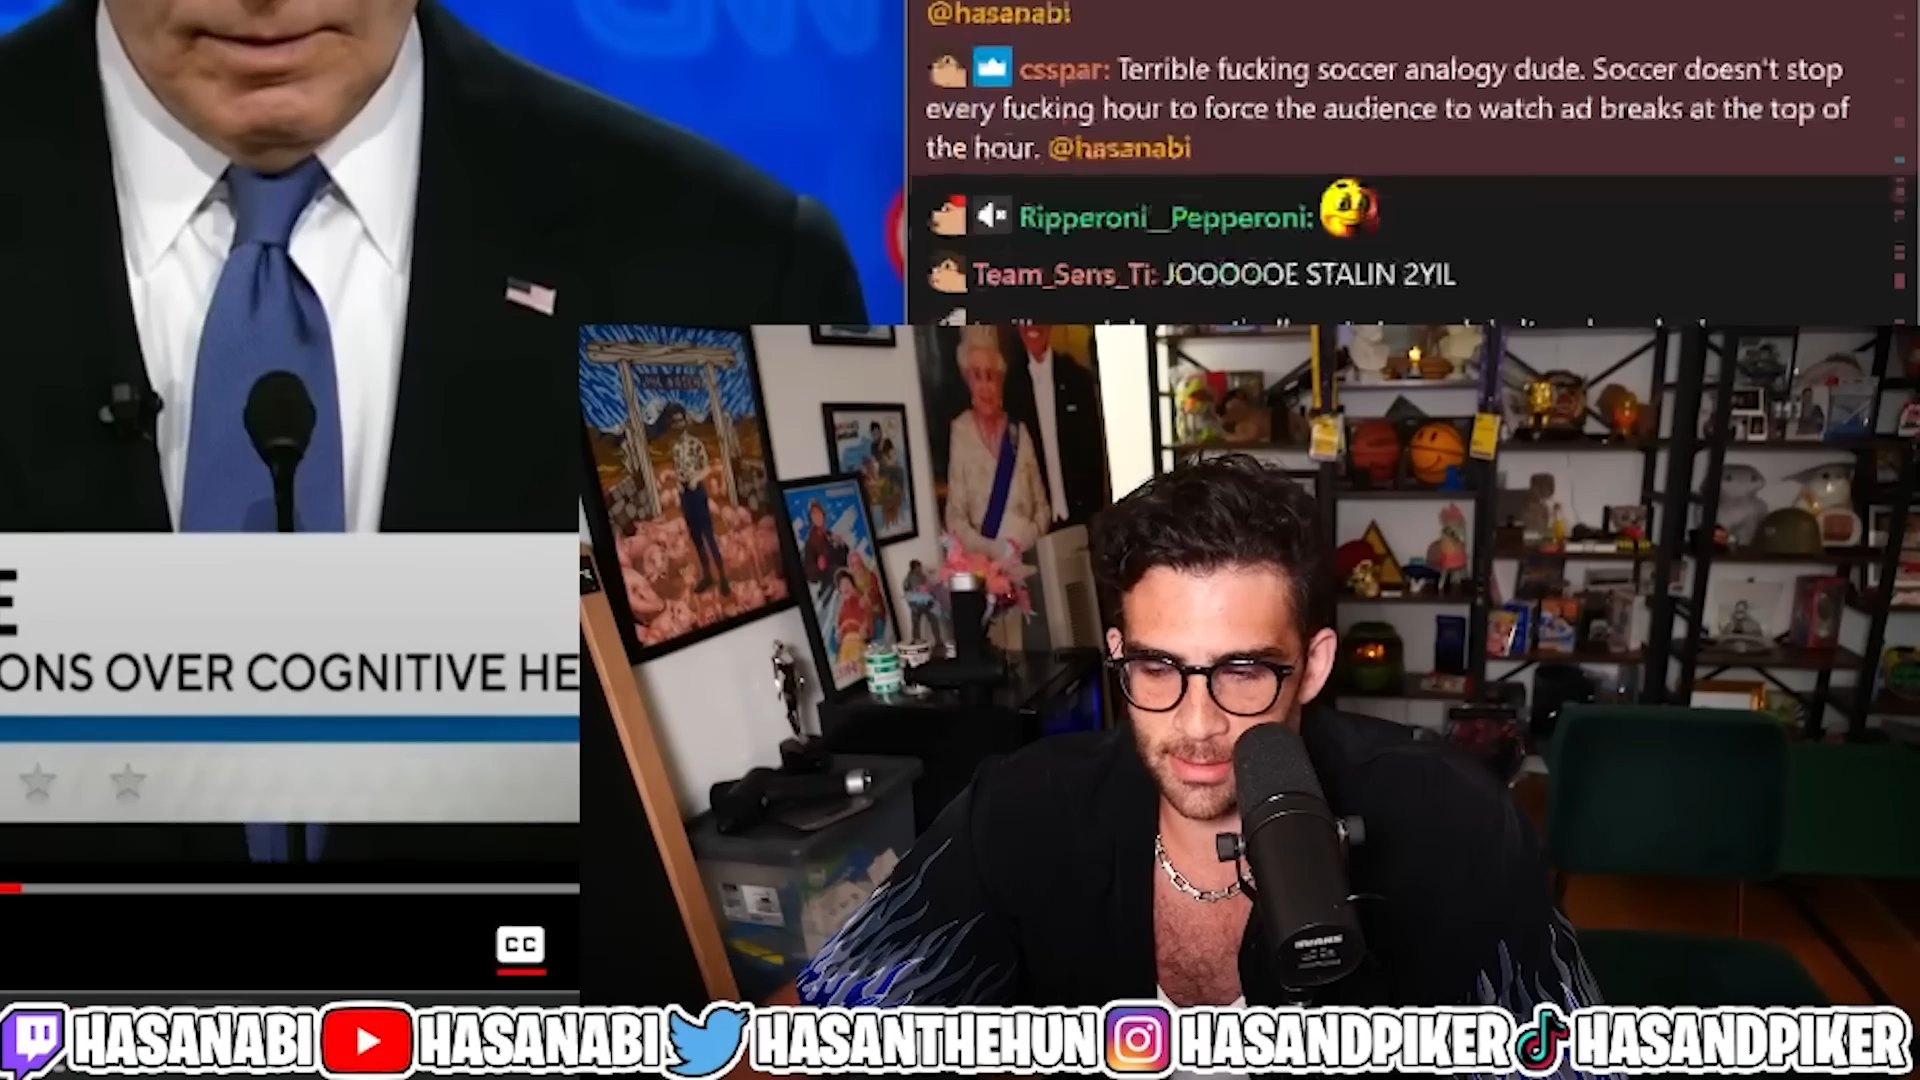 CNN
@hasanabi
csspar: Terrible fucking soccer analogy dude. Soccer doesn't stop
every fucking hour to force the audience to watch ad breaks at the top of
the hour. @hasanabi
Ripperoni__Pepperoni:
Team_Sens_Ti: JOOOOOE STALIN 2YIL
E
ONS OVER COGNITIVE HE
CC
HASANABI HASANABI HASANTHEHUN HASANDPIKER HASANDPIKER